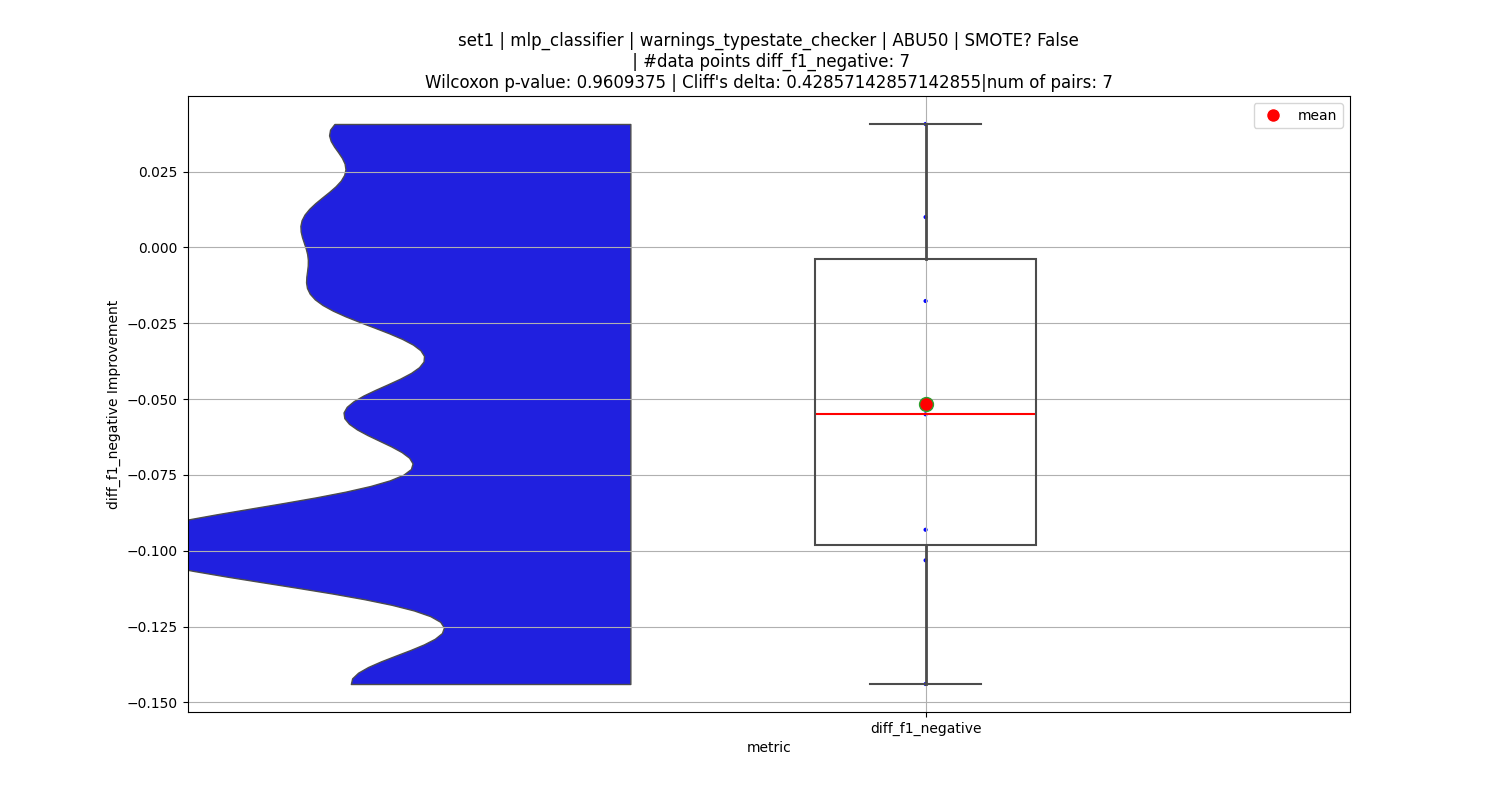 set1 | mlp_classifier | warnings_typestate_checker | ABU50 | SMOTE? False
| #data points diff_f1_negative: 7
Wilcoxon p-value: 0.9609375 | Cliff's delta: 0.42857142857142855|num of pairs: 7
mean
0.025
0.000
−0.025
−0.050
−0.075
−0.100
−0.125
−0.150
diff_f1_negative Improvement
diff_f1_negative
metric